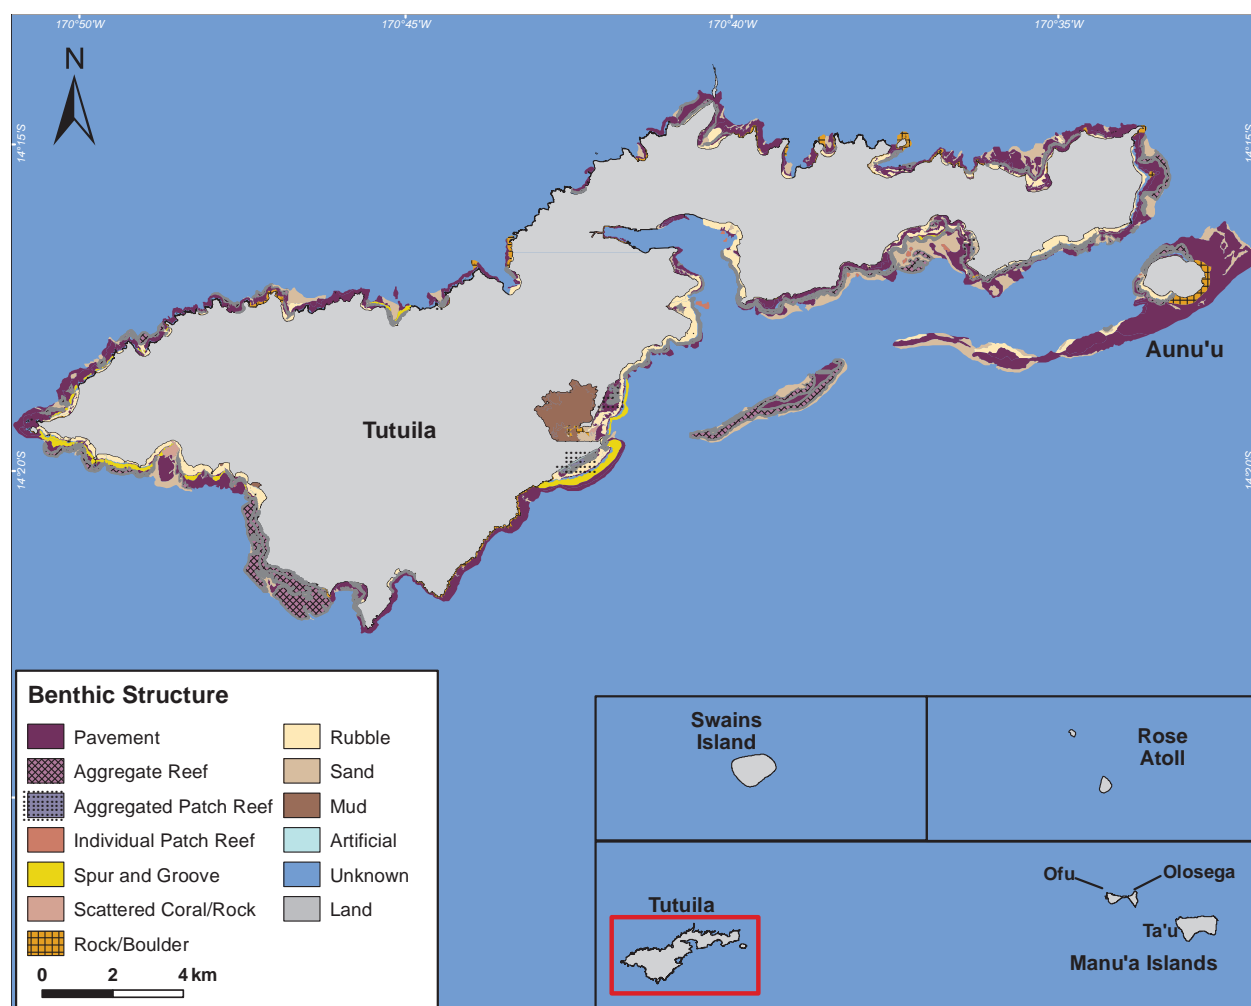 170°50'W 170°45'W 170°40'W 170°35'W
N
14°15'S 14°15'S
Aunu'u
Tutuila
14°20'S 14°20'S
Benthic Structure
Pavement
Aggregate Reef
Aggregated Patch Reef
Individual Patch Reef
Spur and Groove
Scattered Coral/Rock
Rock/Boulder
Rubble
Sand
Mud
Artificial
Unknown
Land
0 2 4 km
Swains
Island
Rose
Atoll
Tutuila
Ofu
Olosega
Ta'u
Manu'a Islands